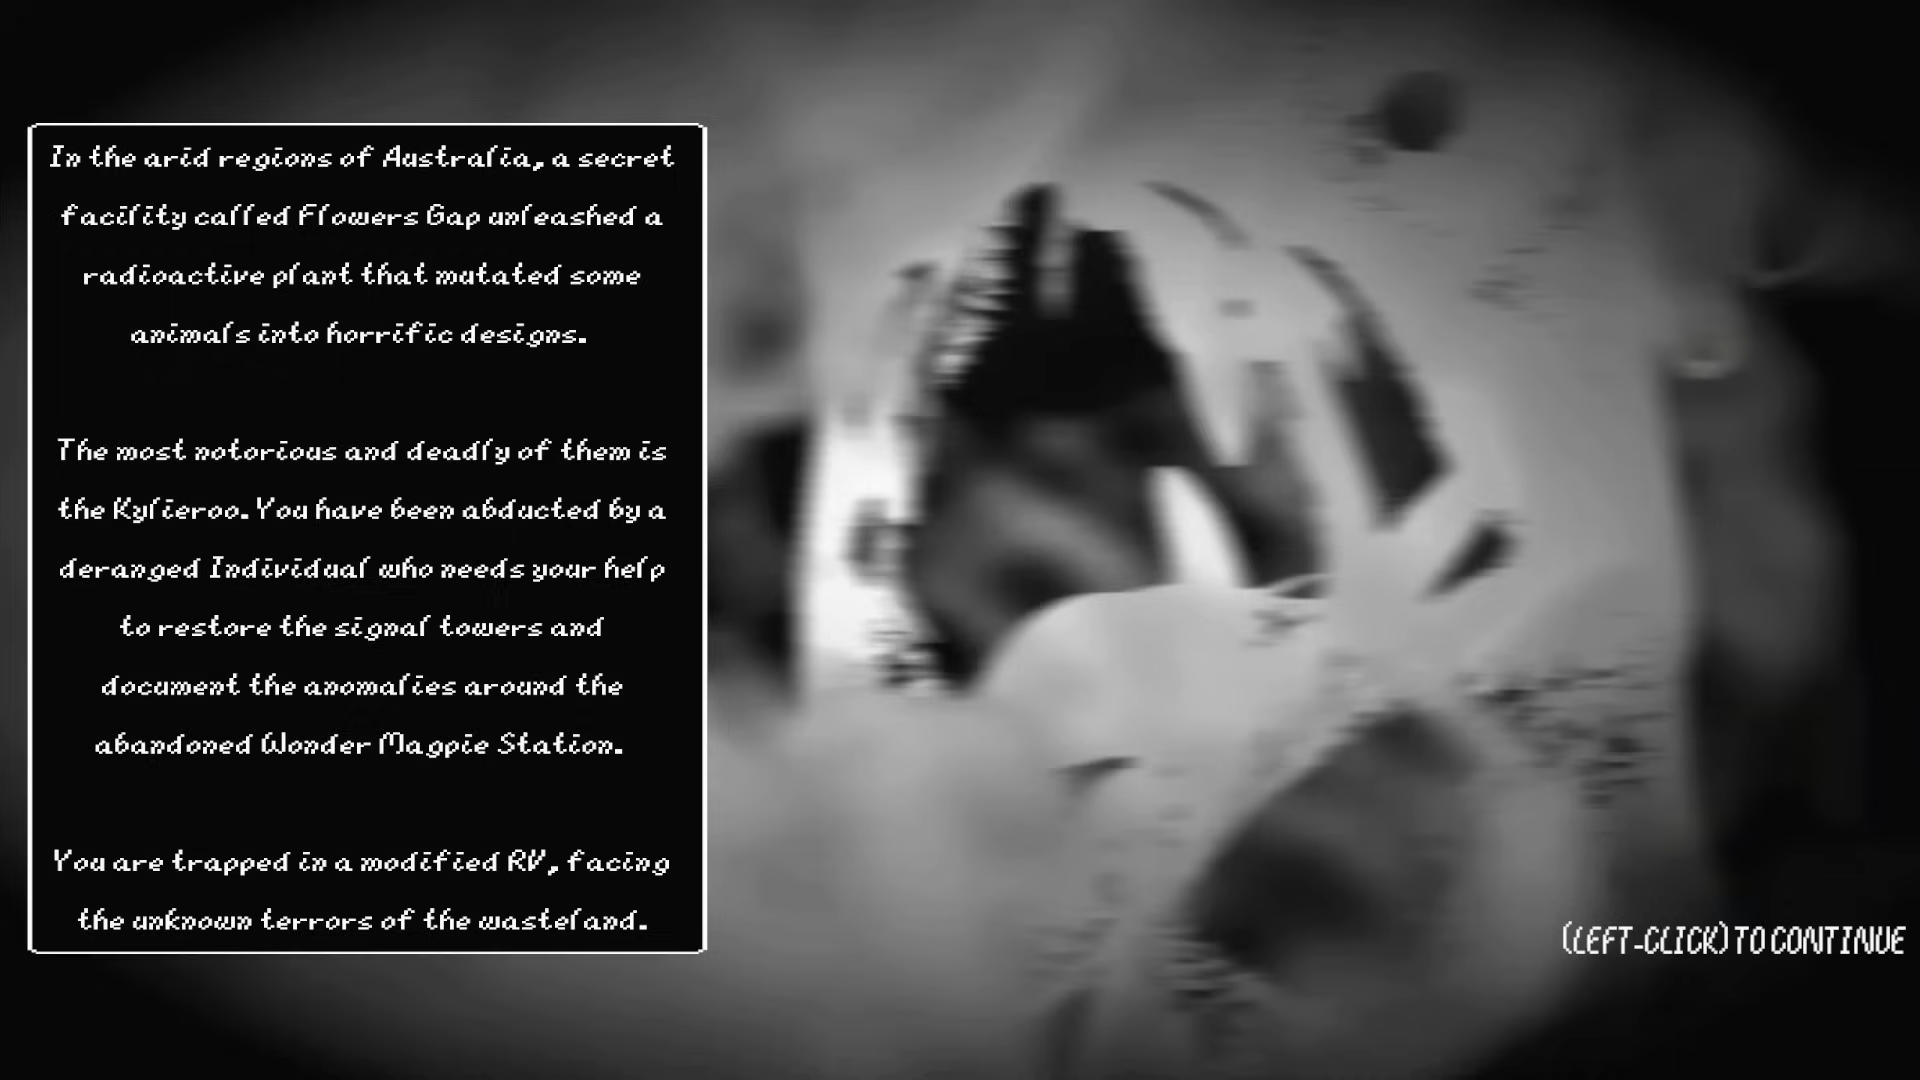 In the arid regions of Australia, a secret
facility called Flowers Gap unleashed a
radioactive plant that mutated some
animals into horrific designs.
The most notorious and deadly of them is
the Kylieroo. You have been abducted by a
deranged Individual who needs your help
to restore the signal towers and
document the anomalies around the
abandoned Wonder Magpie Station.
You are trapped in a modified RV, facing
the unknown terrors of the wasteland.
(LEFT-CLICK) TO CONTINUE